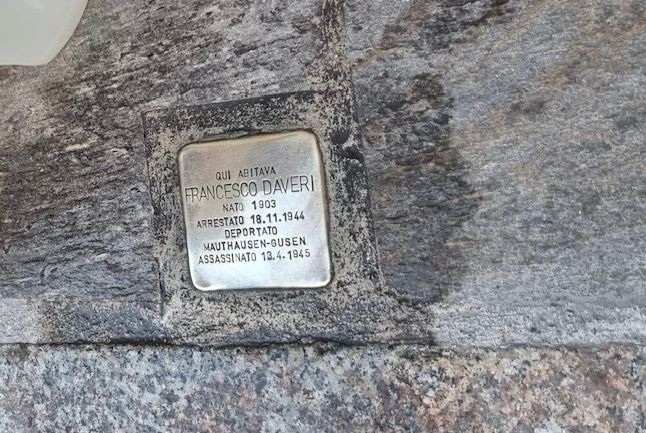 QUI ABITAVA
FRANCESCO DAVERI
NATO 1903
ARRESTATO 18.11.1944
DEPORTATO
MAUTHAUSEN-GUSEN
ASSASSINATO 13.4.1945